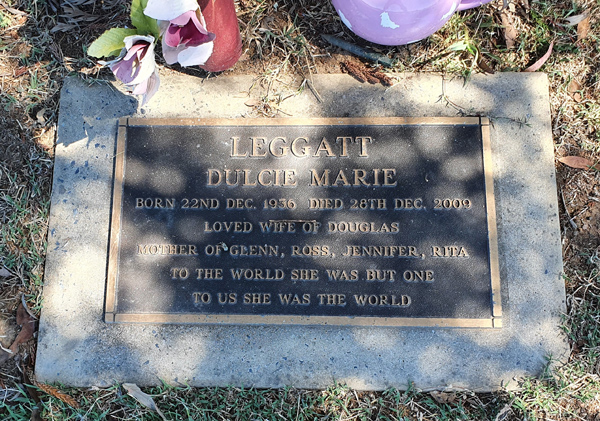 LEGGATT
DULCIE MARIE
BORN 22ND DEC. 1936 DIED 28TH DEC. 2009
LOVED WIFE OF DOUGLAS
MOTHER OF GLENN, ROSS, JENNIFER, RITA
TO THE WORLD SHE WAS BUT ONE
TO US SHE WAS THE WORLD